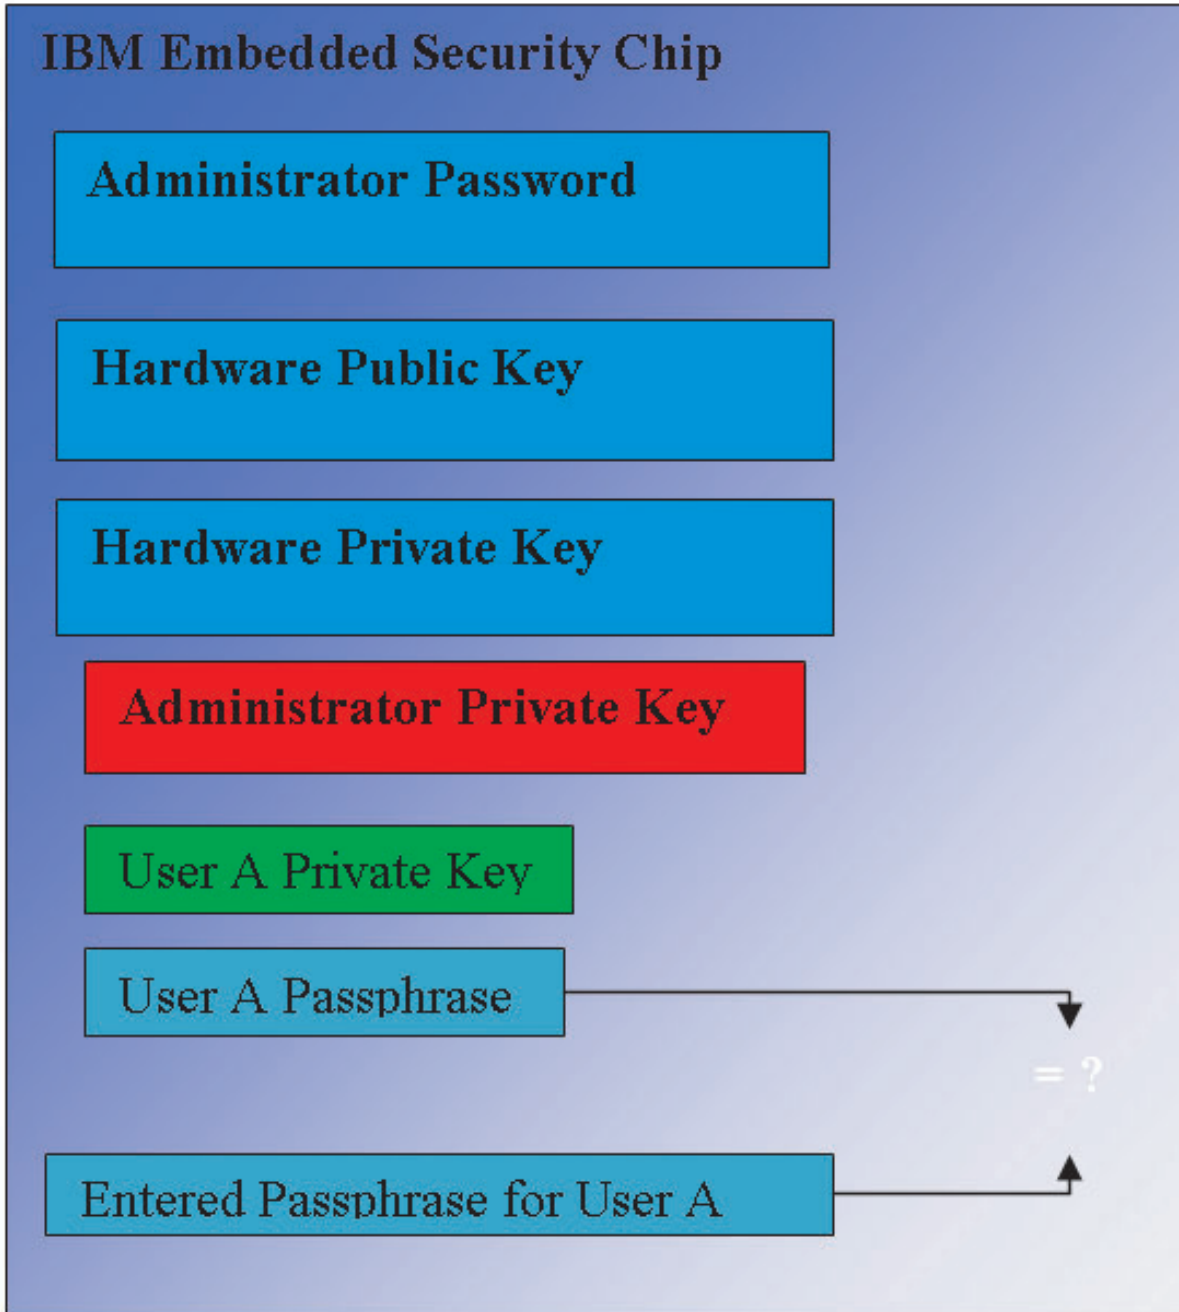 IBM Embedded Security Chip
Administrator Password
Hardware Public Key
Hardware Private Key
Administrator Private Key
User A Private Key
User A Passphrase
= ?
Entered Passphrase for User A